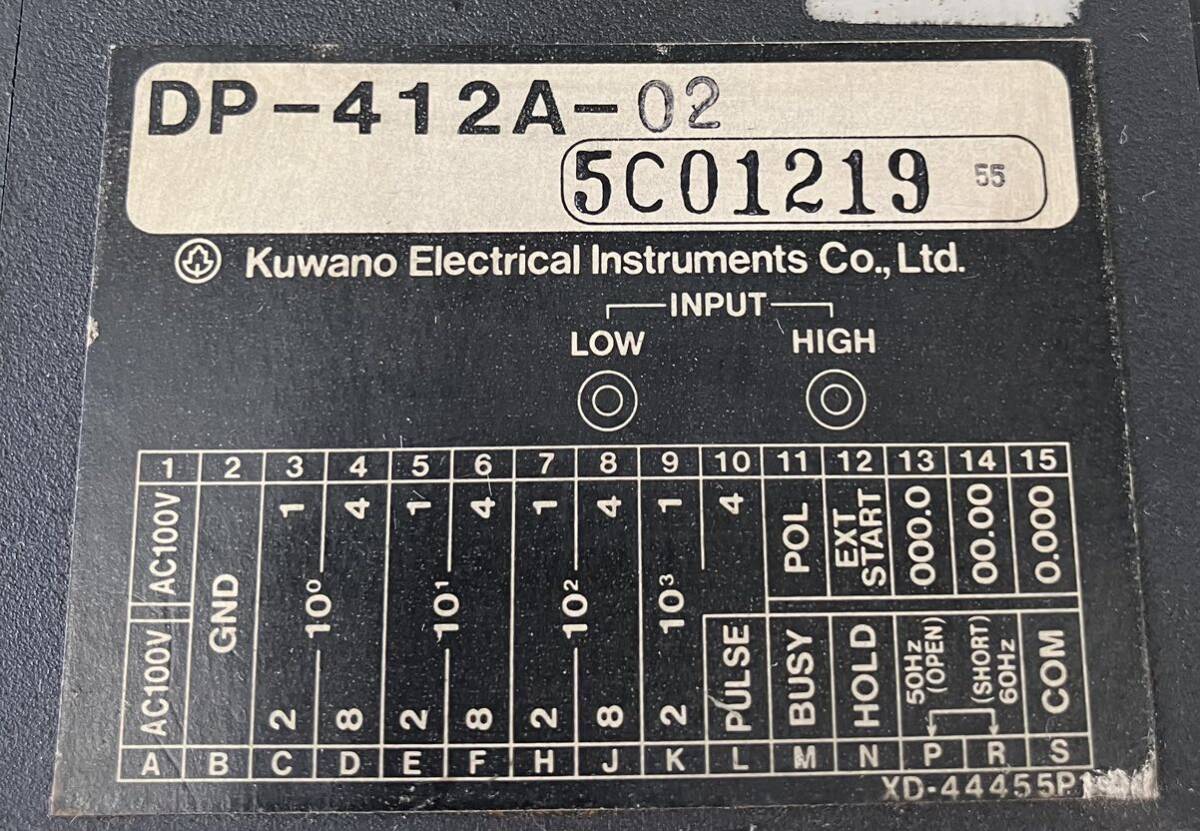 DP-412A-02
5C01219 55
Kuwano Electrical Instruments Co., Ltd.
INPUT
LOW HIGH
1 2 3 4 5 6 7 8 9 10 11 12 13 14 15
AC100V GND 1 4 1 4 1 4 1 4 POL EXT START 000.0 00.00 0.000
10⁰ 10¹ 10² 10³
AC100V 2 8 2 8 2 8 2 PULSE BUSY HOLD 50Hz (OPEN) (SHORT) 60Hz COM
A B C D E F H J K L M N P R S
XD-44455P1